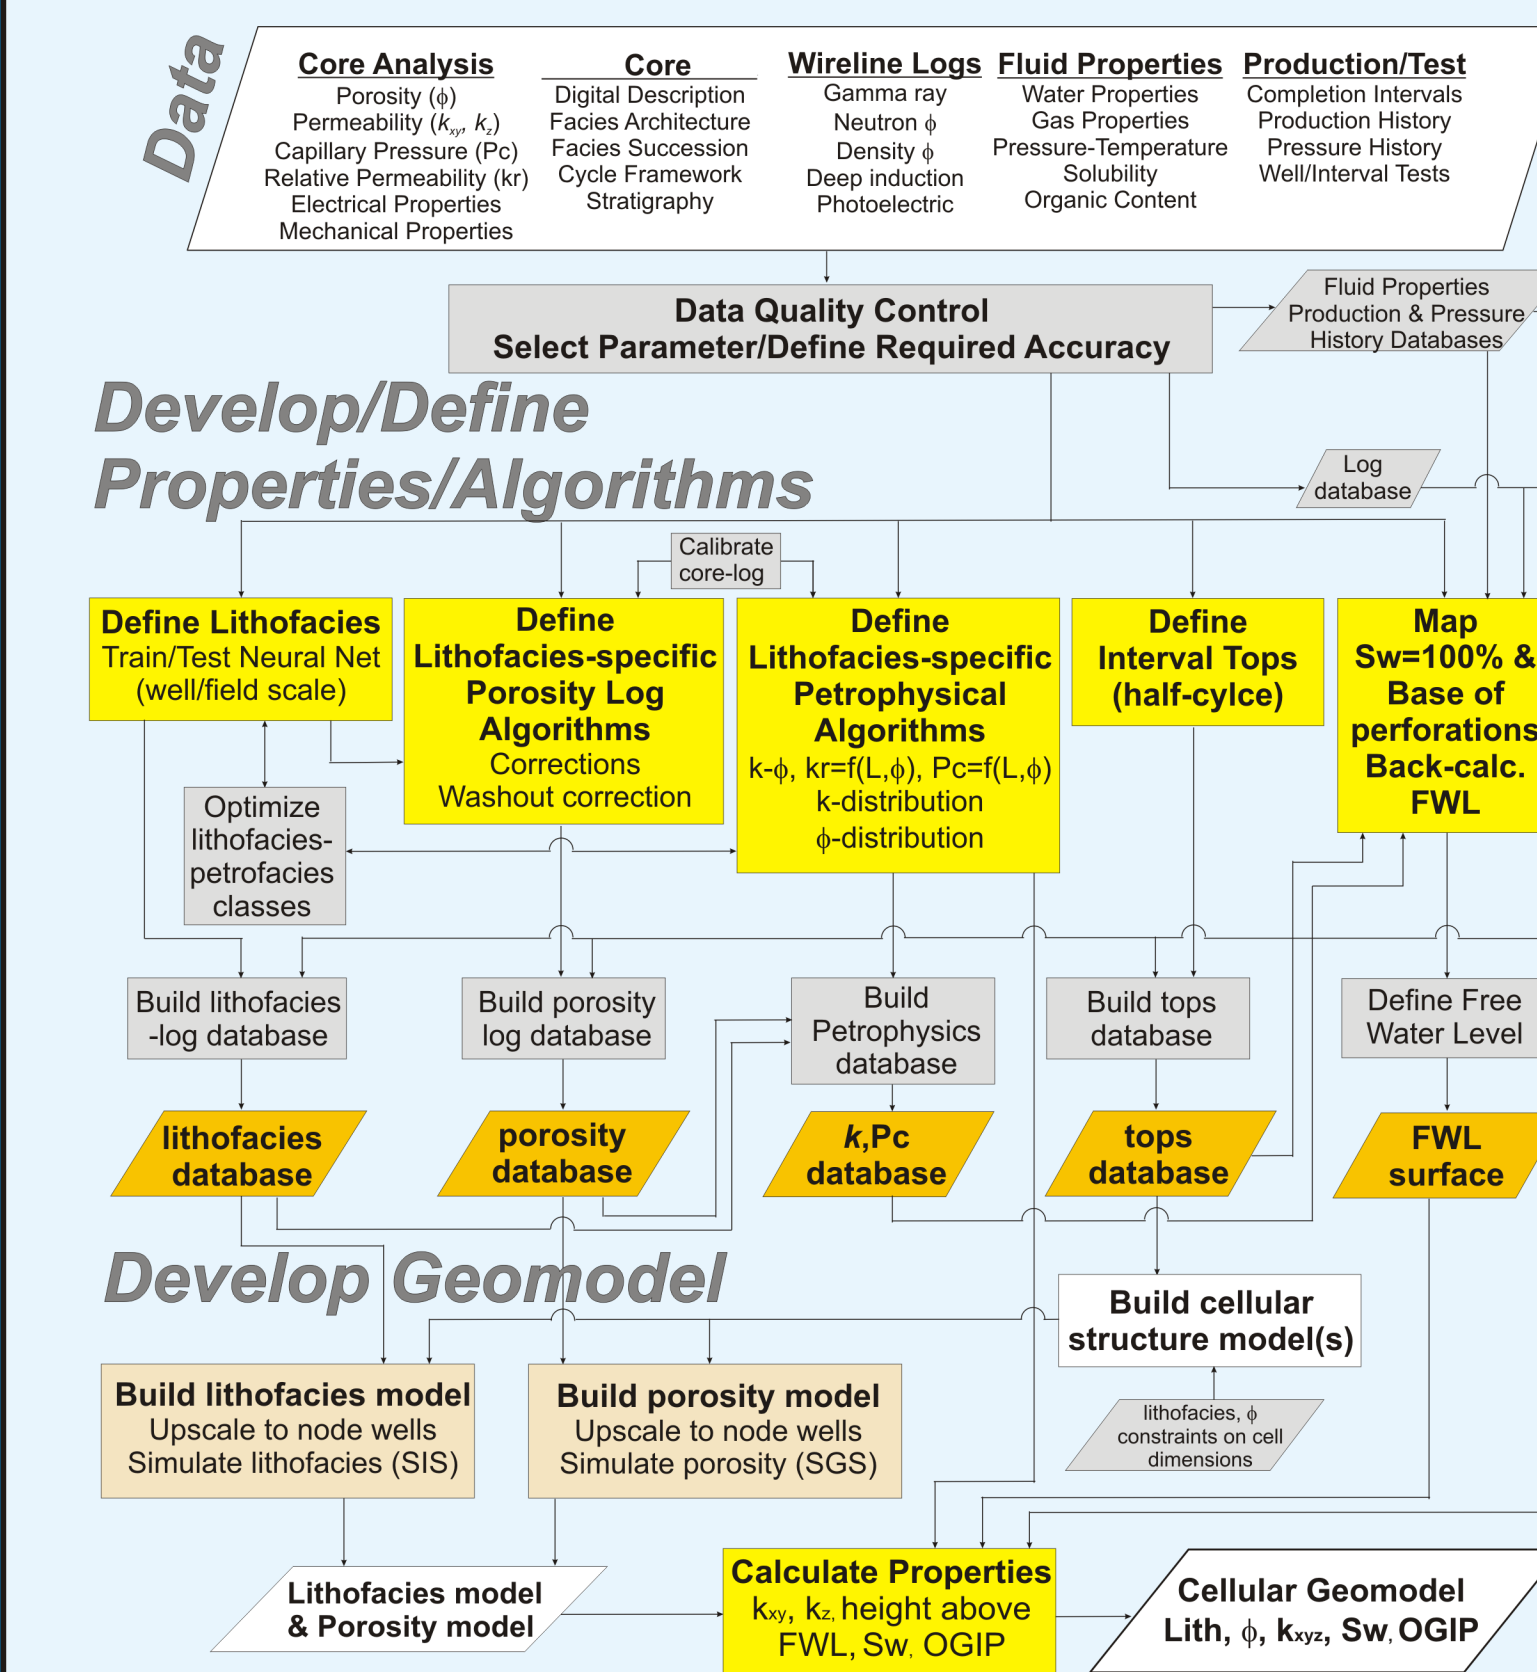 Data
Core Analysis
Porosity (ϕ)
Permeability (kxy, kz)
Capillary Pressure (Pc)
Relative Permeability (kr)
Electrical Properties
Mechanical Properties
Core
Digital Description
Facies Architecture
Facies Succession
Cycle Framework
Stratigraphy
Wireline Logs
Gamma ray
Neutron ϕ
Density ϕ
Deep induction
Photoelectric
Fluid Properties
Water Properties
Gas Properties
Pressure-Temperature
Solubility
Organic Content
Production/Test
Completion Intervals
Production History
Pressure History
Well/Interval Tests
Data Quality Control
Select Parameter/Define Required Accuracy
Fluid Properties
Production & Pressure
History Databases
Develop/Define
Properties/Algorithms
Log
database
Calibrate
core-log
Define Lithofacies
Train/Test Neural Net
(well/field scale)
Define
Lithofacies-specific
Porosity Log
Algorithms
Corrections
Washout correction
Define
Lithofacies-specific
Petrophysical
Algorithms
k-ϕ, kr=f(L,ϕ), Pc=f(L,ϕ)
k-distribution
ϕ-distribution
Define
Interval Tops
(half-cylce)
Map
Sw=100% &
Base of
perforations
Back-calc.
FWL
Optimize
lithofacies-
petrofacies
classes
Build lithofacies
-log database
Build porosity
log database
Build
Petrophysics
database
Build tops
database
Define Free
Water Level
lithofacies
database
porosity
database
k,Pc
database
tops
database
FWL
surface
Develop Geomodel
Build cellular
structure model(s)
Build lithofacies model
Upscale to node wells
Simulate lithofacies (SIS)
Build porosity model
Upscale to node wells
Simulate porosity (SGS)
lithofacies, ϕ
constraints on cell
dimensions
Lithofacies model
& Porosity model
Calculate Properties
kxy, kz, height above
FWL, Sw, OGIP
Cellular Geomodel
Lith, ϕ, kxyz, Sw, OGIP